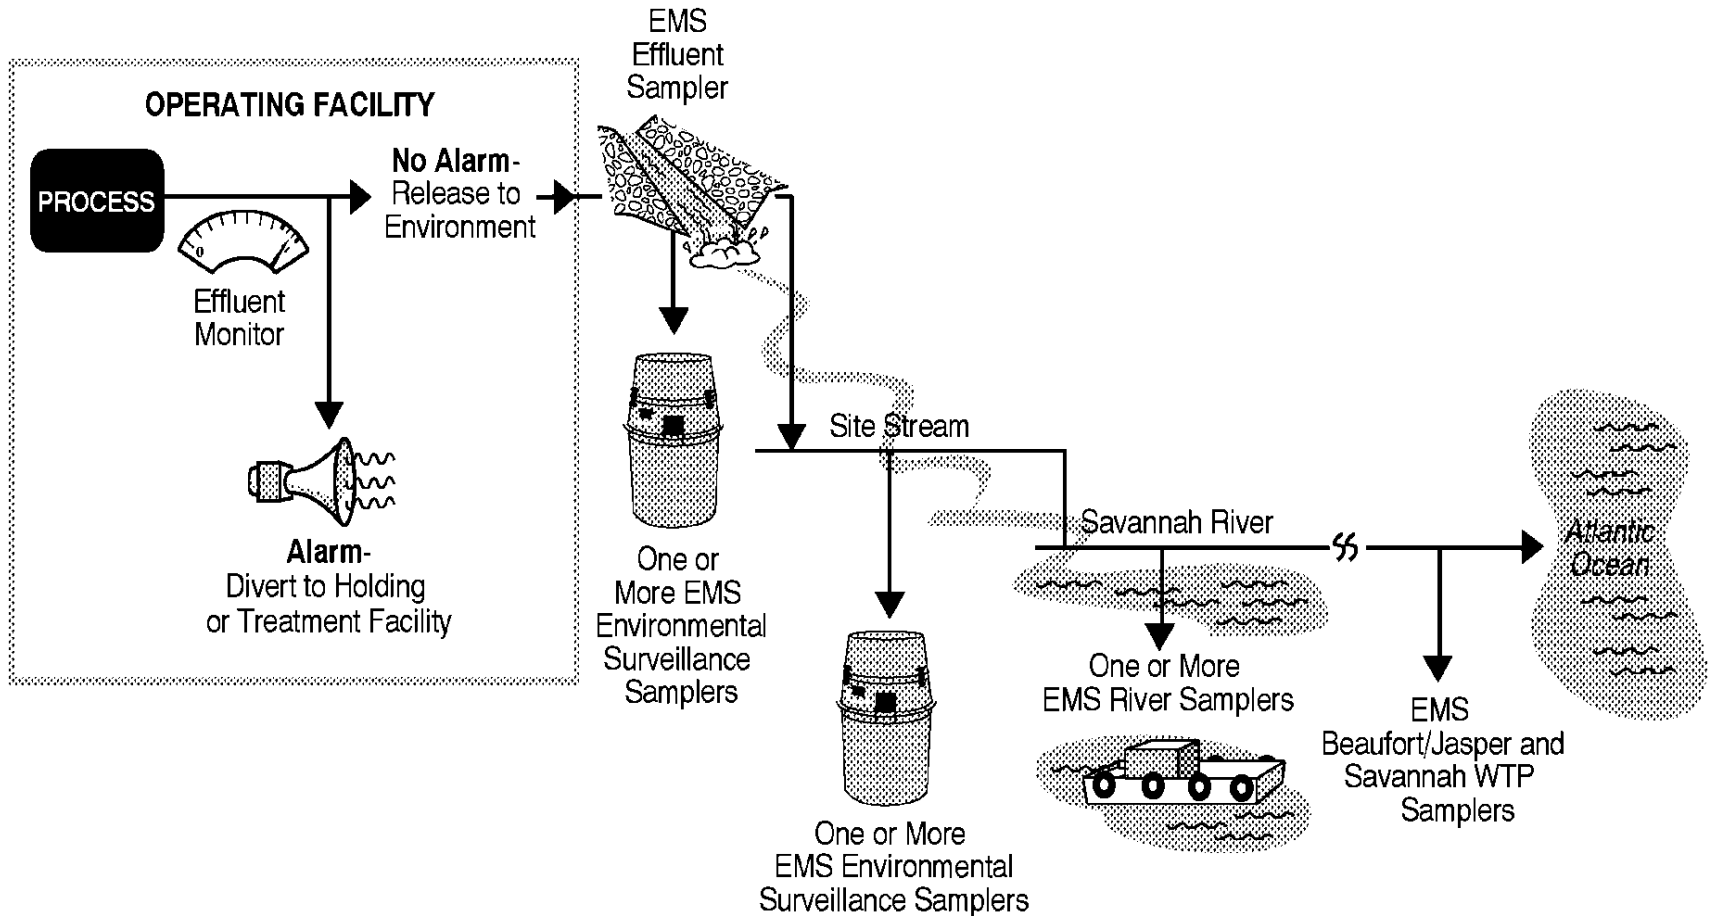 EMS
Effluent
Sampler
OPERATING FACILITY
PROCESS
No Alarm-
Release to
Environment
0
Effluent
Monitor
Alarm-
Divert to Holding
or Treatment Facility
One or
More EMS
Environmental
Surveillance
Samplers
Site Stream
One or More
EMS Environmental
Surveillance Samplers
Savannah River
One or More
EMS River Samplers
EMS
Beaufort/Jasper and
Savannah WTP
Samplers
Atlantic
Ocean